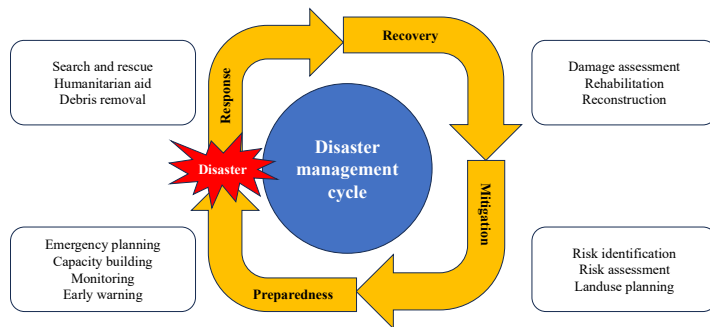 Search and rescue
Humanitarian aid
Debris removal
Response
Recovery
Damage assessment
Rehabilitation
Reconstruction
Disaster
Disaster
management
cycle
Mitigation
Emergency planning
Capacity building
Monitoring
Early warning
Preparedness
Risk identification
Risk assessment
Landuse planning